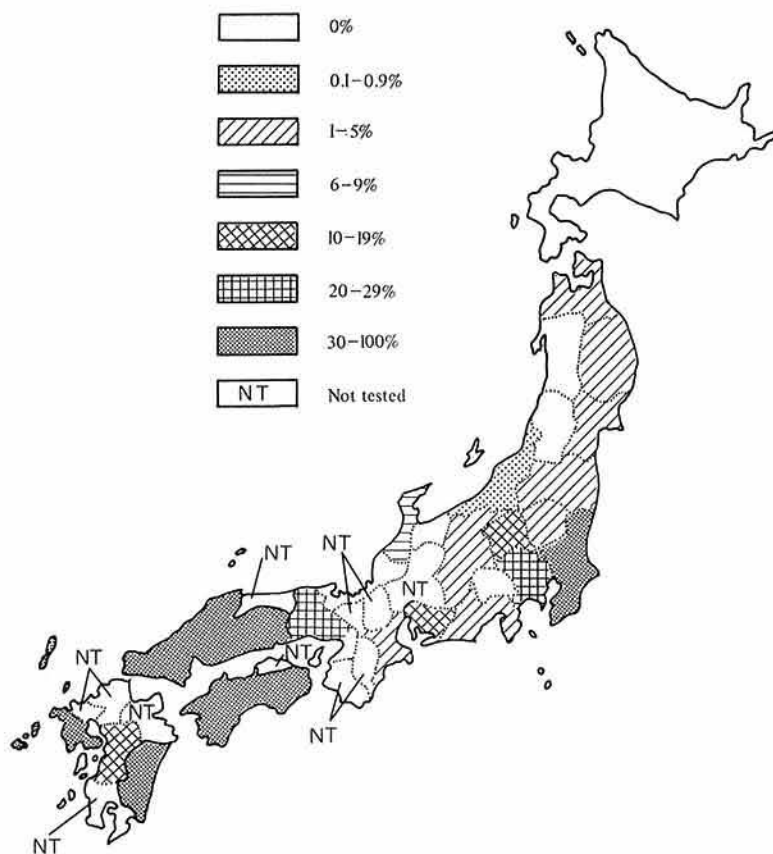 0%
0.1–0.9%
1–5%
6–9%
10–19%
20–29%
30–100%
NT Not tested
NT
NT
NT
NT
NT
NT
NT
NT